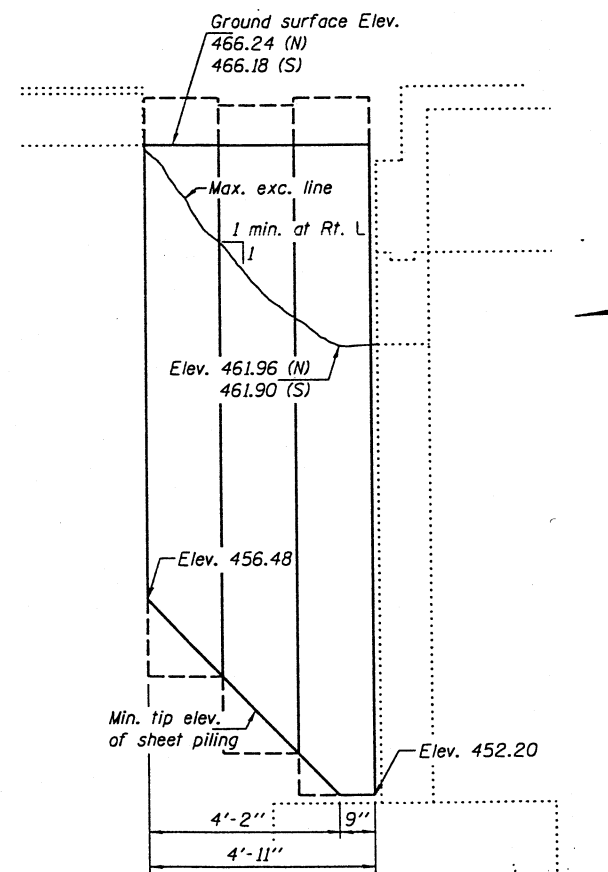 Ground surface Elev.
466.24 (N)
466.18 (S)
Max. exc. line
1 min. at Rt. L
1
Elev. 461.96 (N)
461.90 (S)
Elev. 456.48
Min. tip elev.
of sheet piling
Elev. 452.20
4'-2" 9"
4'-11"